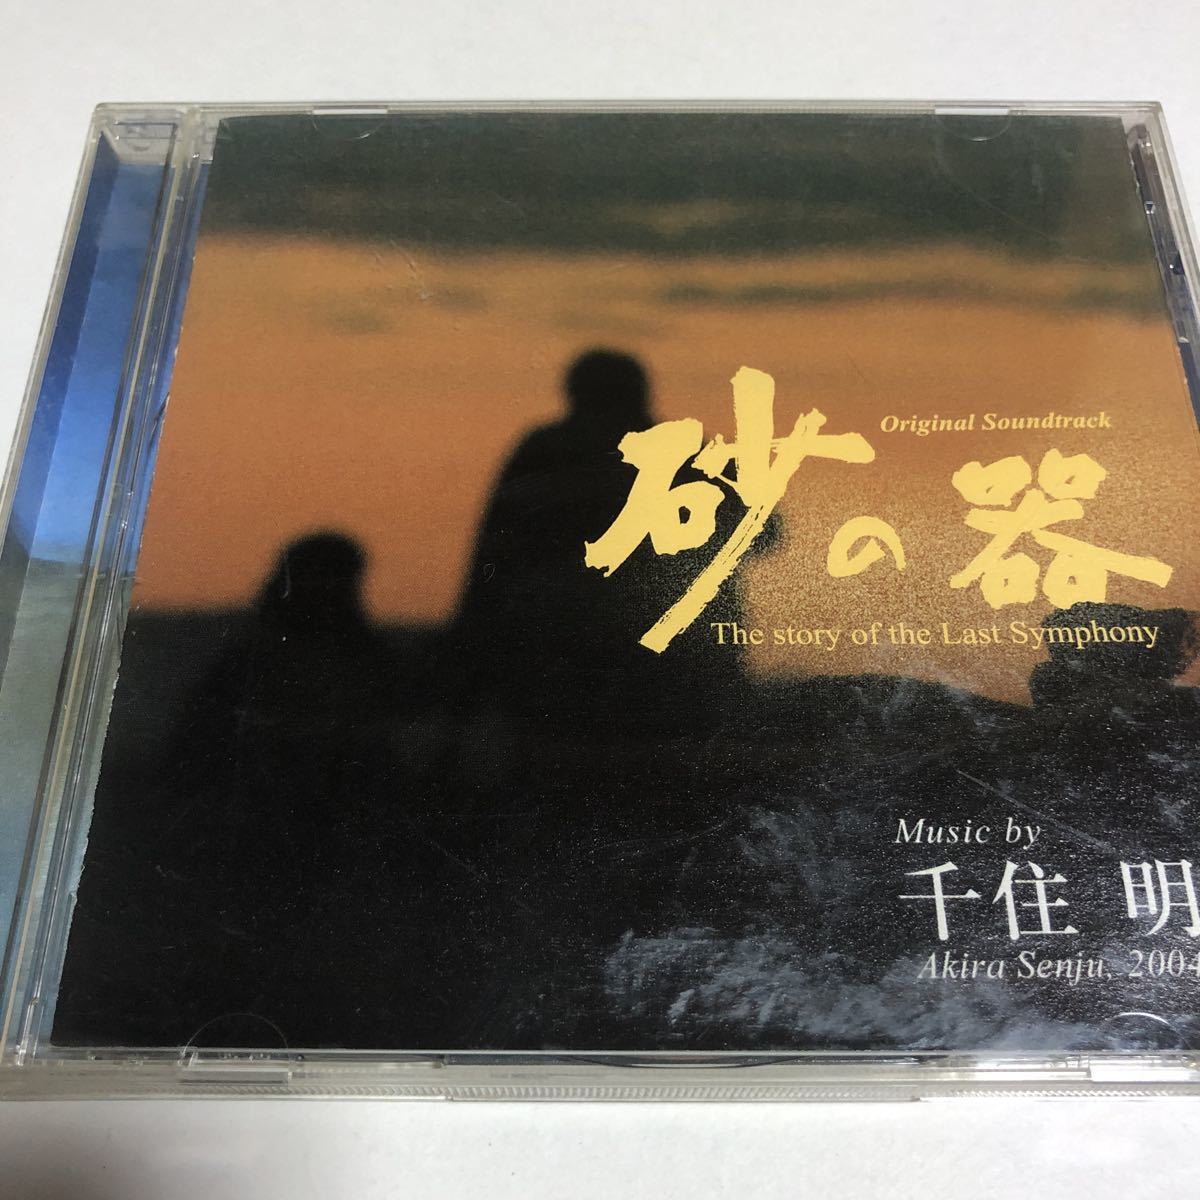 Original Soundtrack
砂の器
The story of the Last Symphony
Music by
千住 明
Akira Senju, 2004